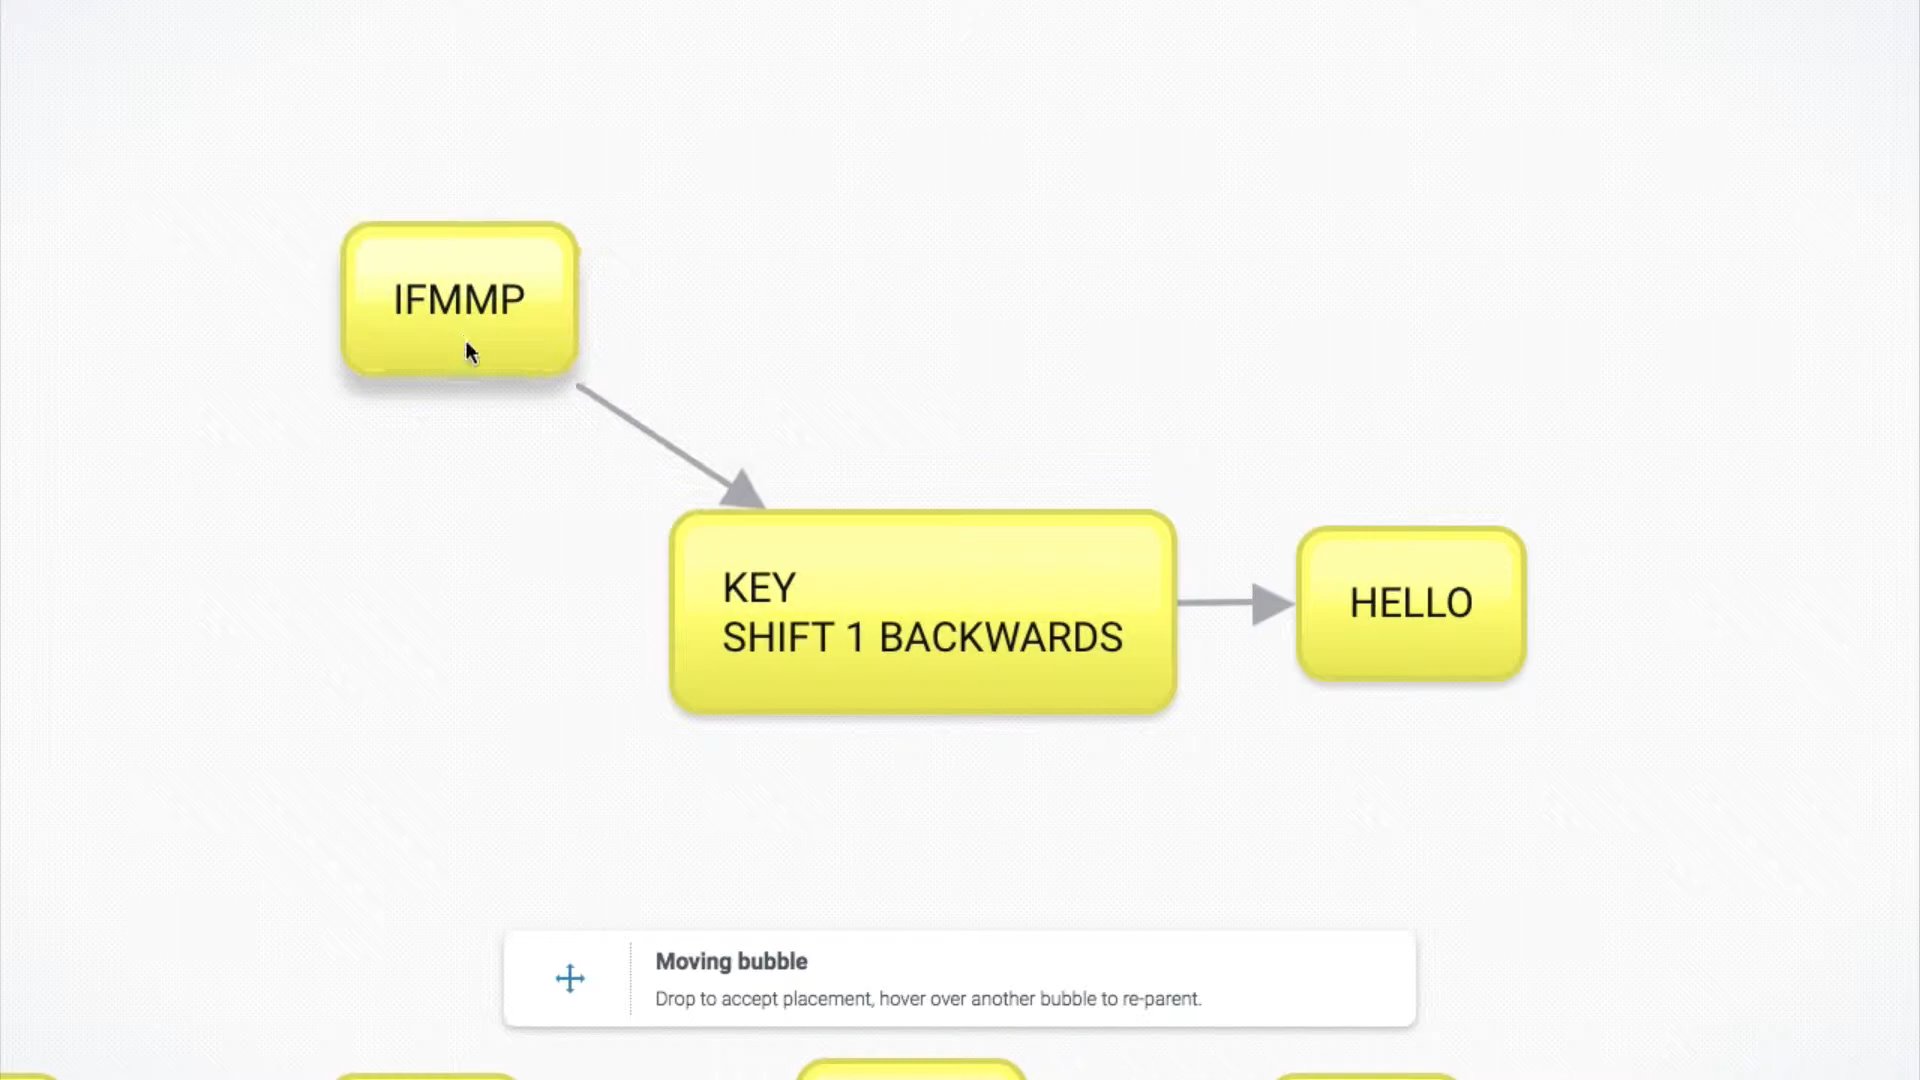 IFMMP
KEY
SHIFT 1 BACKWARDS
HELLO
Moving bubble
Drop to accept placement, hover over another bubble to re-parent.